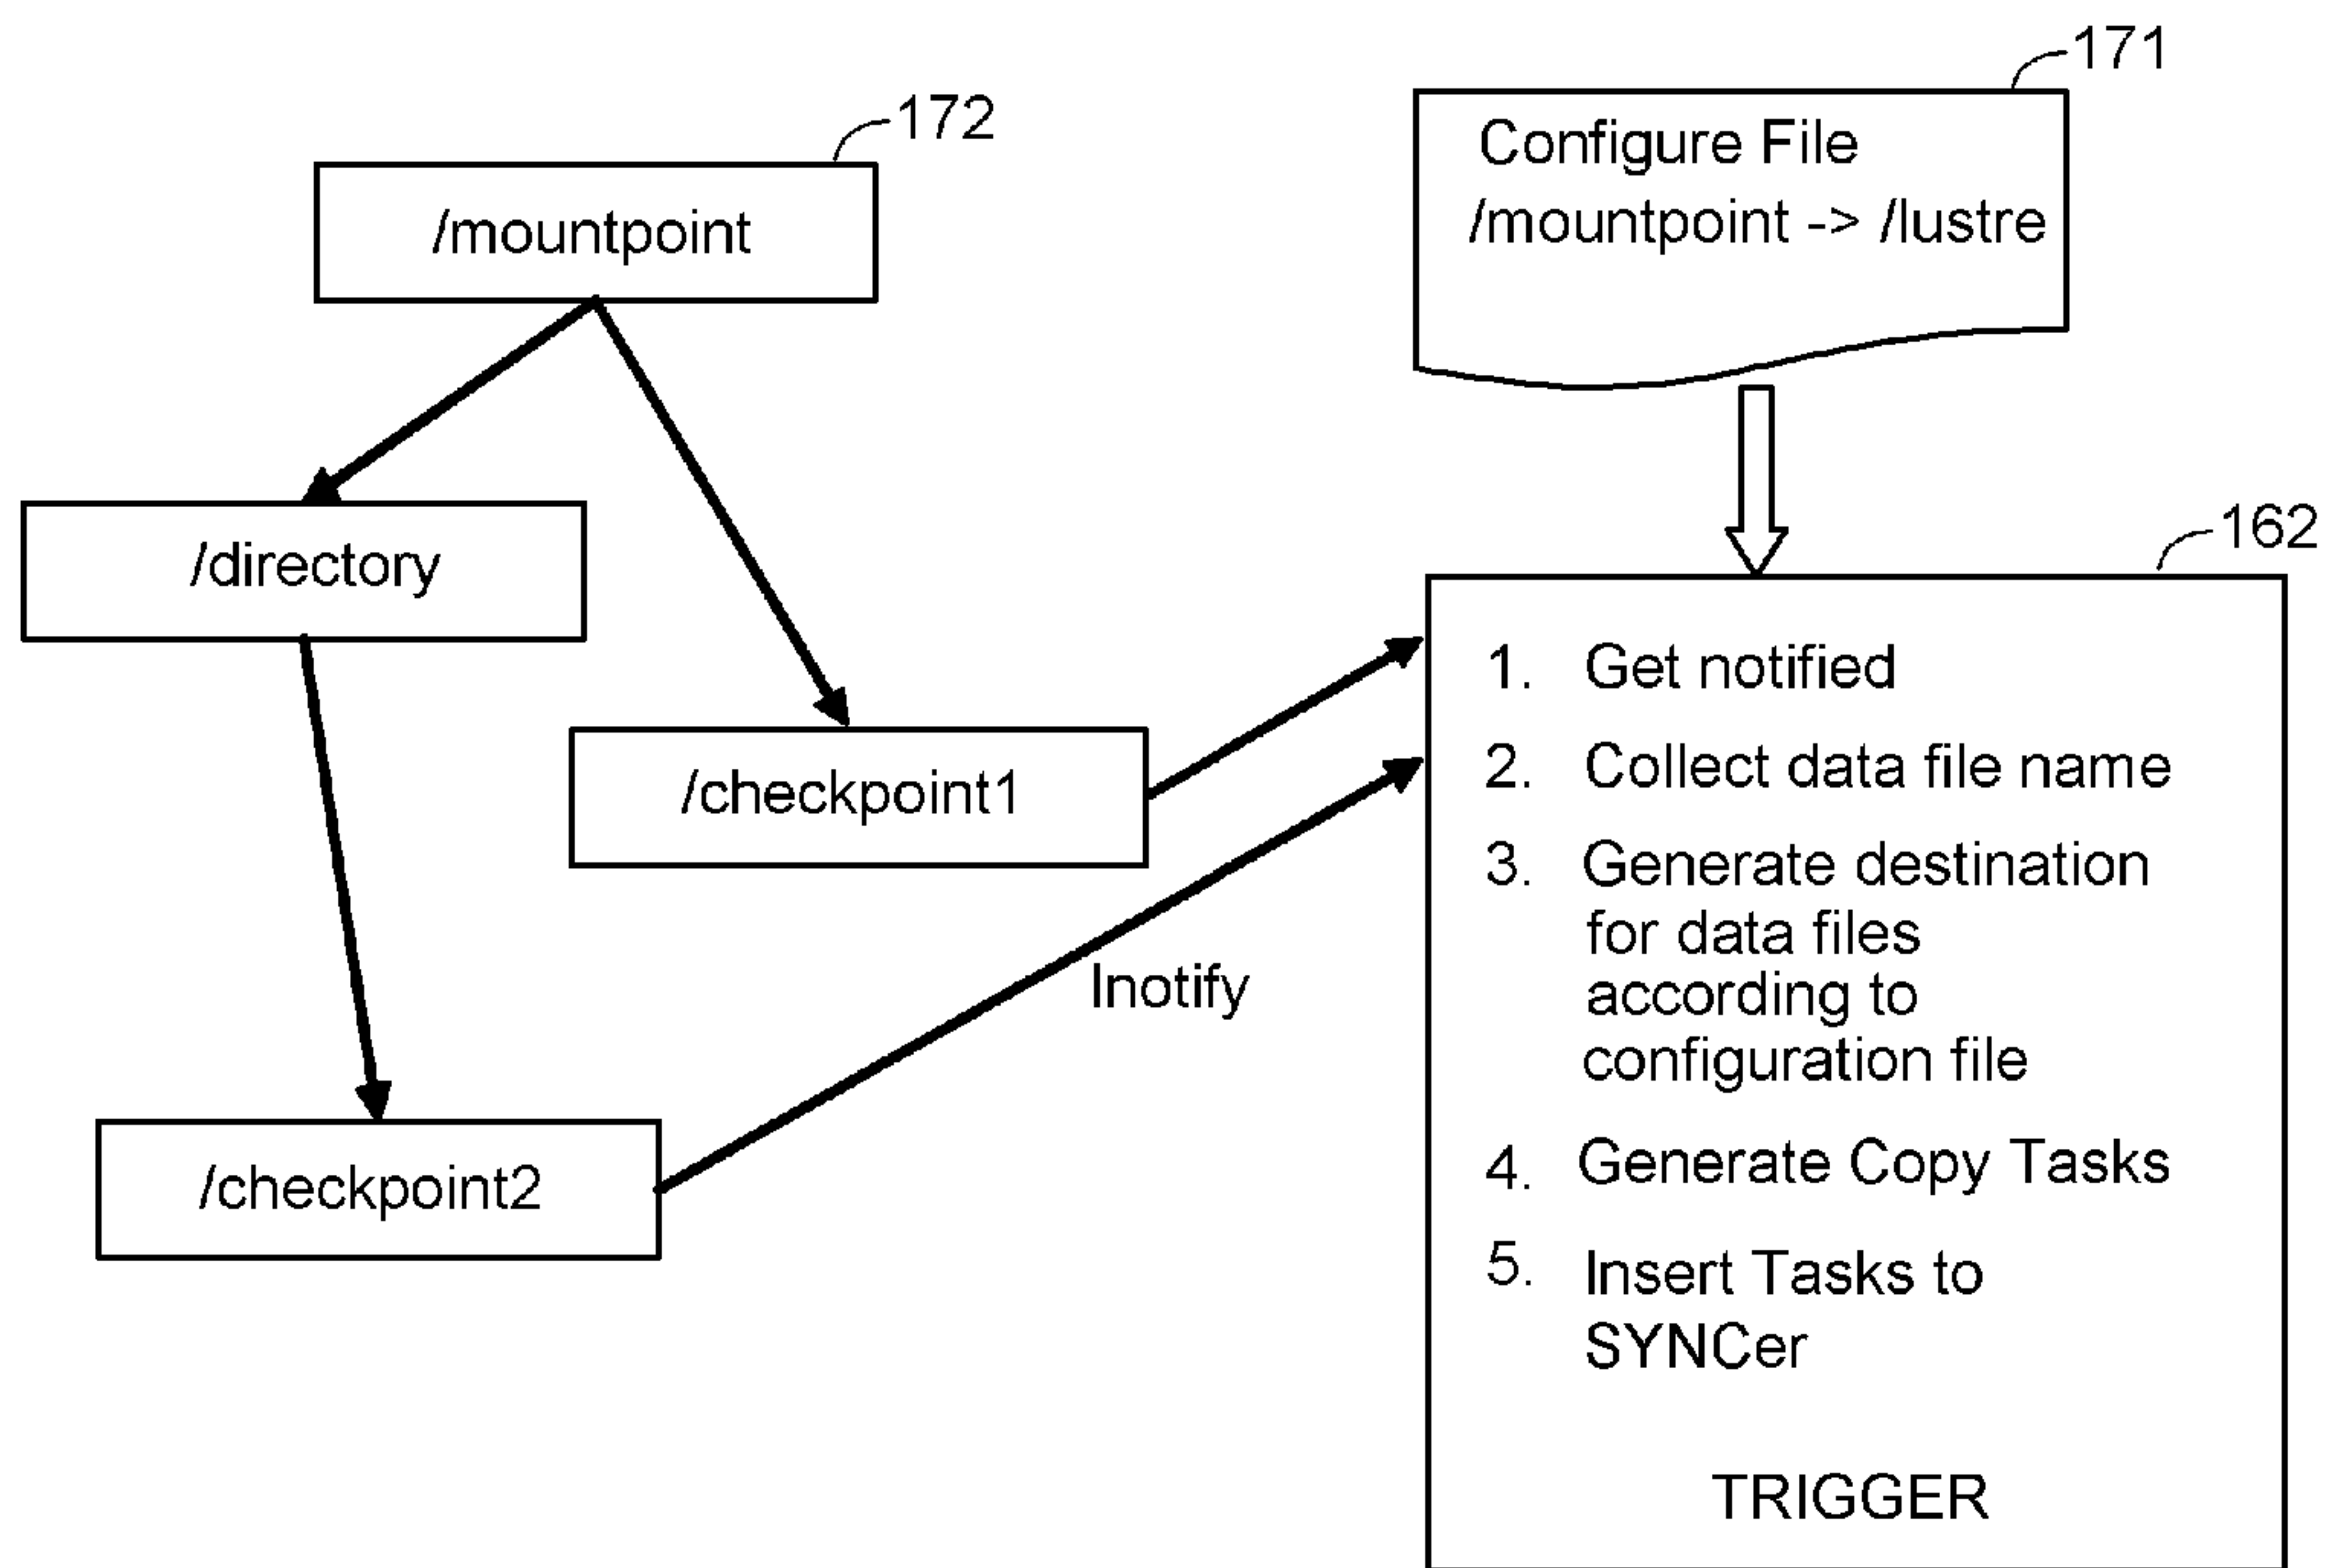 171
172
Configure File
/mountpoint -> /lustre
/mountpoint
/directory
162
1. Get notified
2. Collect data file name
/checkpoint1
3. Generate destination
for data files
according to
configuration file
Inotify
4. Generate Copy Tasks
/checkpoint2
5. Insert Tasks to
SYNCer
TRIGGER